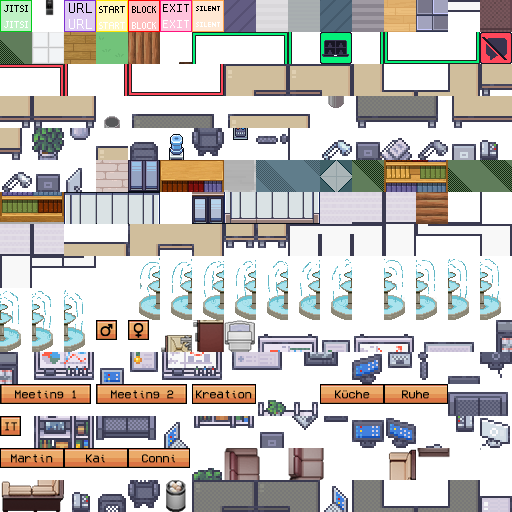 JITSI URL START BLOCK EXIT SILENT
JITSI URL START BLOCK EXIT SILENT
Meeting 1 Meeting 2 Kreation Küche Ruhe
IT
Martin Kai Conni